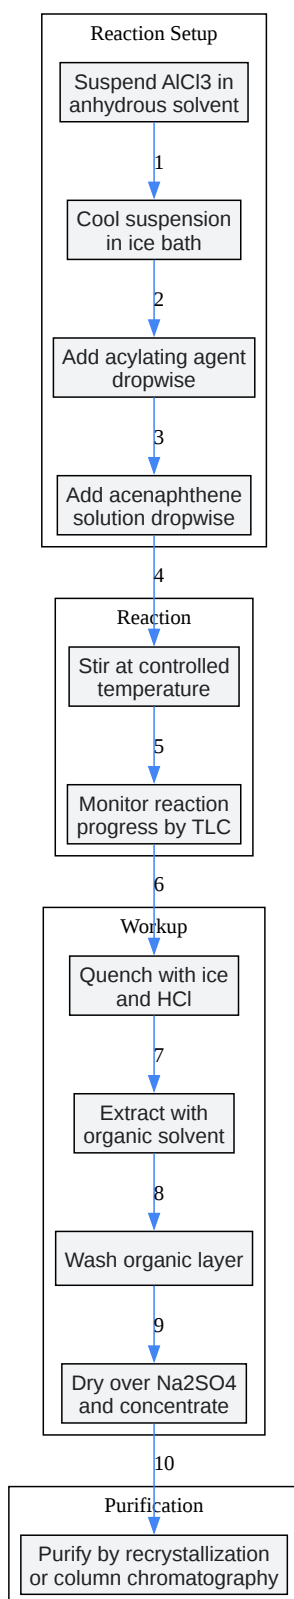 Reaction Setup
Suspend AlCl3 in
anhydrous solvent
1
Cool suspension
in ice bath
2
Add acylating agent
dropwise
3
Add acenaphthene
solution dropwise
4
Reaction
Stir at controlled
temperature
5
Monitor reaction
progress by TLC
6
Workup
Quench with ice
and HCl
7
Extract with
organic solvent
8
Wash organic layer
9
Dry over Na2SO4
and concentrate
10
Purification
Purify by recrystallization
or column chromatography